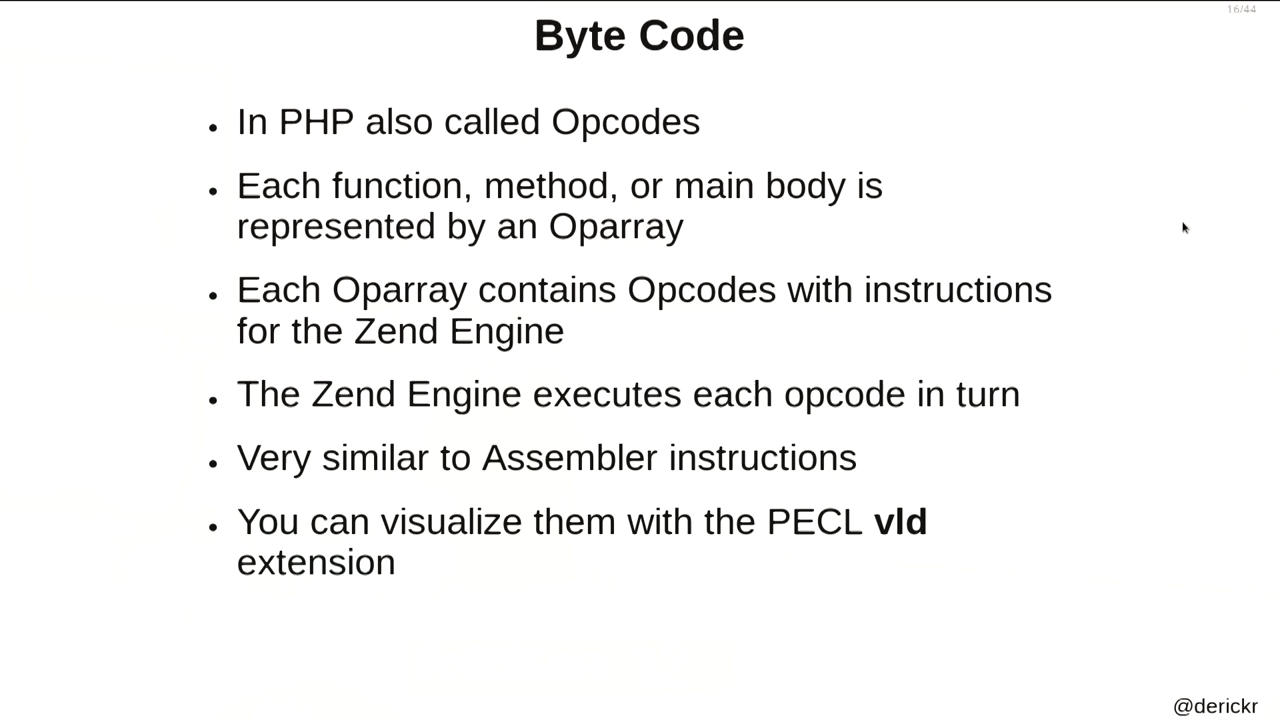 16/44
Byte Code
• In PHP also called Opcodes
• Each function, method, or main body is
represented by an Oparray
• Each Oparray contains Opcodes with instructions
for the Zend Engine
• The Zend Engine executes each opcode in turn
• Very similar to Assembler instructions
• You can visualize them with the PECL vld
extension
@derickr